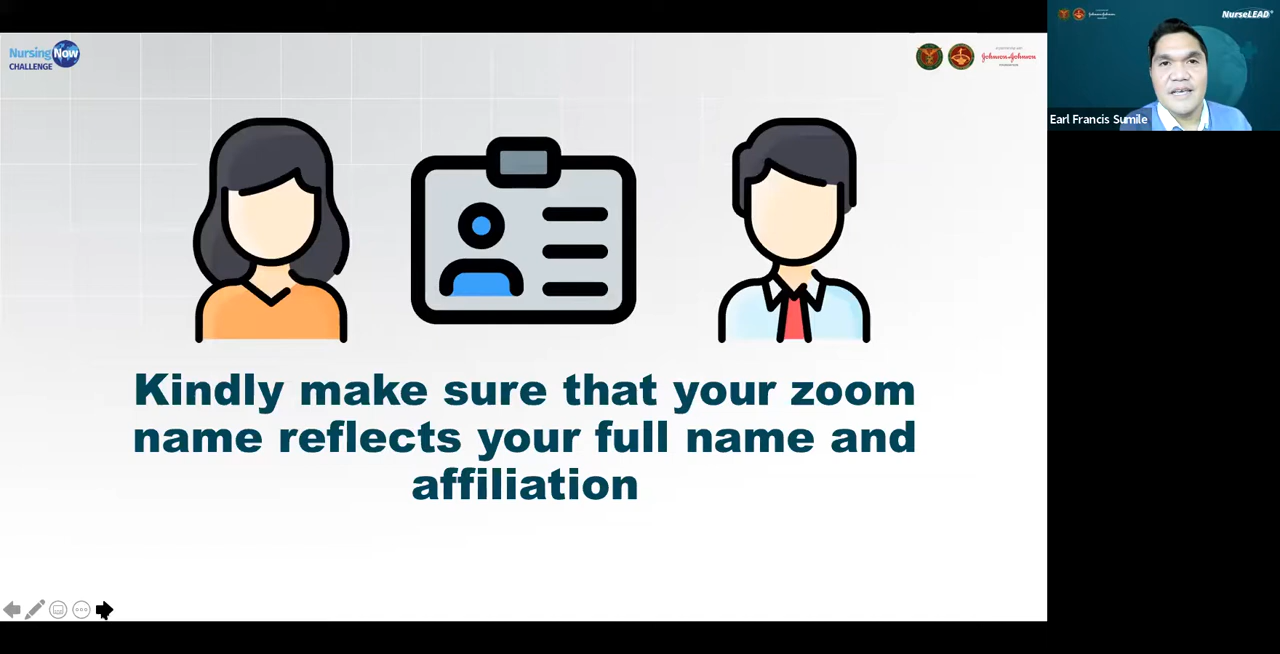 Nursing Now
CHALLENGE
Johnson & Johnson
NurseLEAD
Earl Francis Sumile
Kindly make sure that your zoom
name reflects your full name and
affiliation